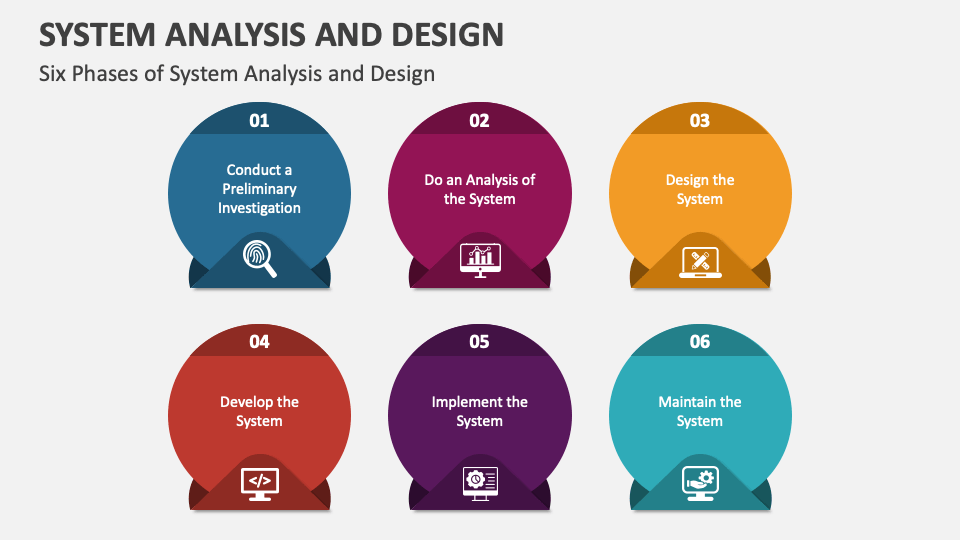 SYSTEM ANALYSIS AND DESIGN
Six Phases of System Analysis and Design
01
Conduct a
Preliminary
Investigation
02
Do an Analysis of
the System
03
Design the
System
04
Develop the
System
</>
05
Implement the
System
06
Maintain the
System